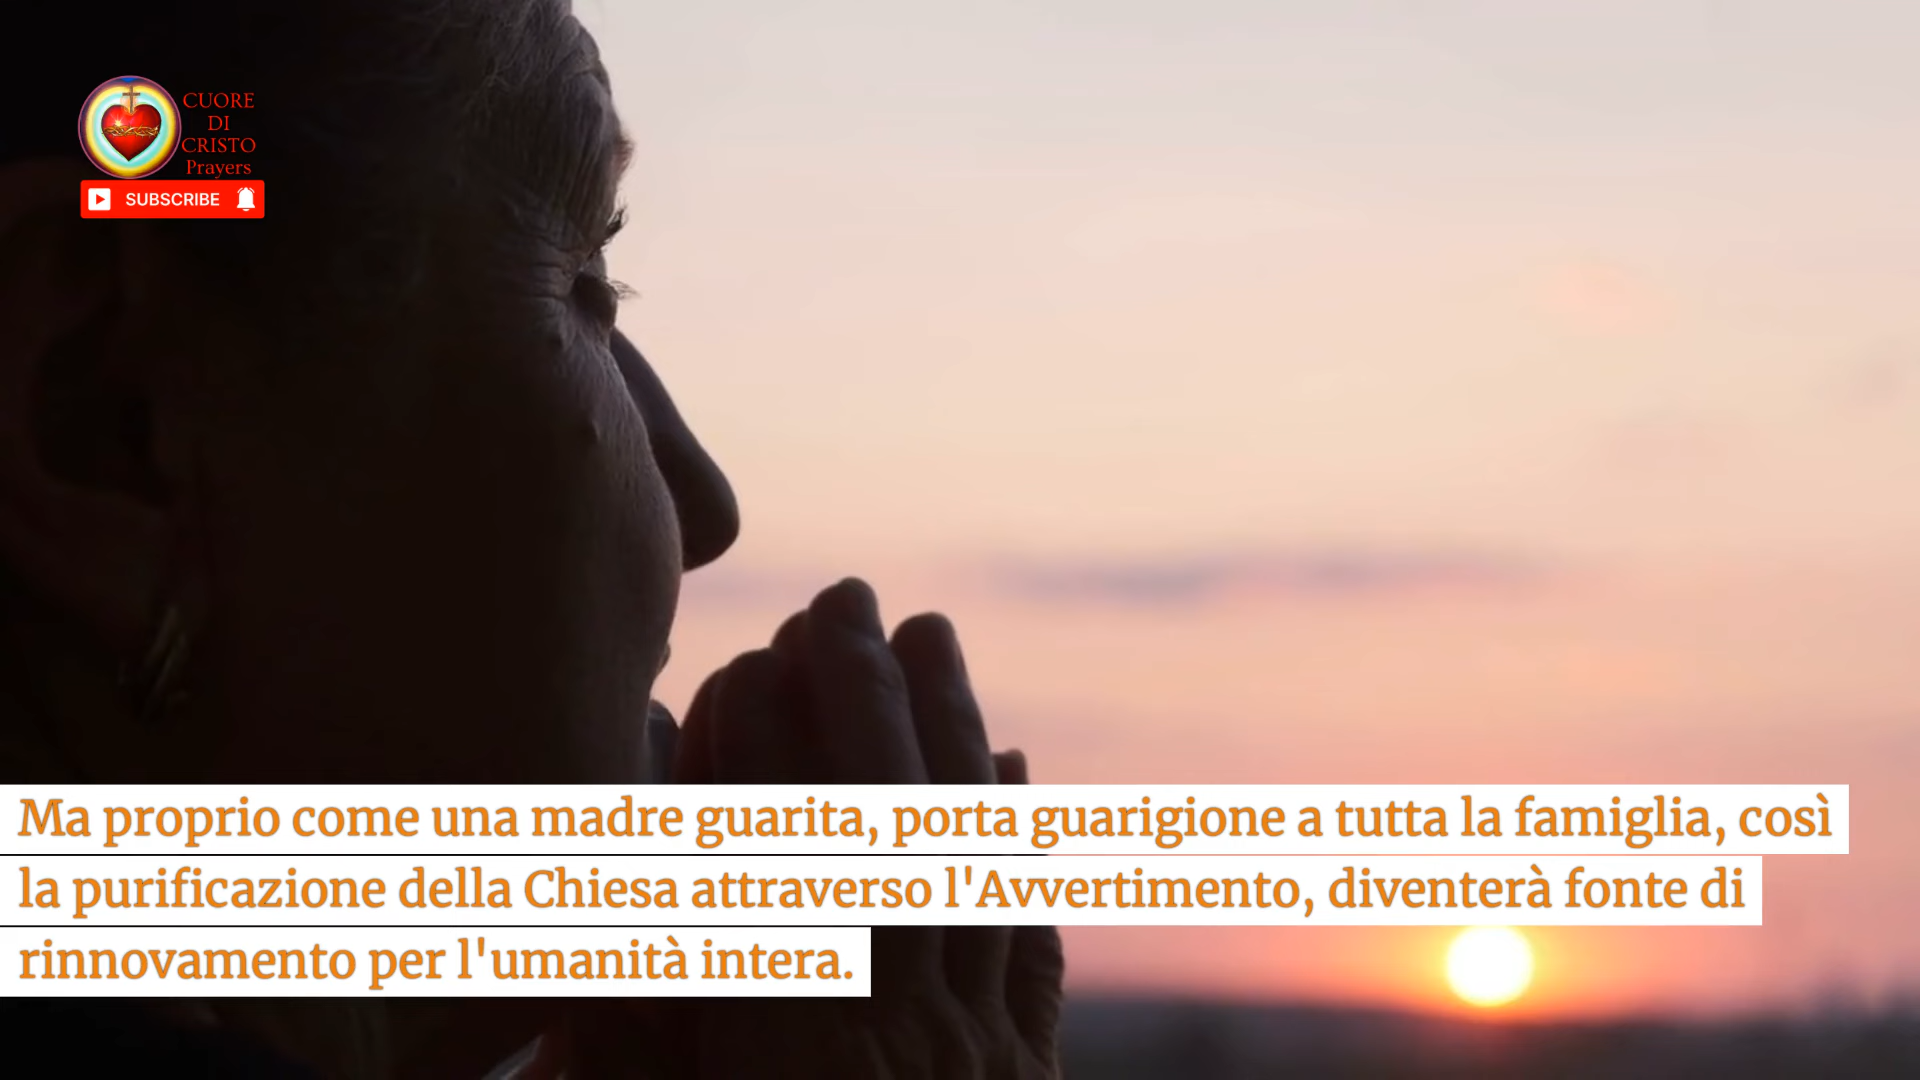 CUORE
DI
CRISTO
Prayers
SUBSCRIBE
Ma proprio come una madre guarita, porta guarigione a tutta la famiglia, così
la purificazione della Chiesa attraverso l'Avvertimento, diventerà fonte di
rinnovamento per l'umanità intera.